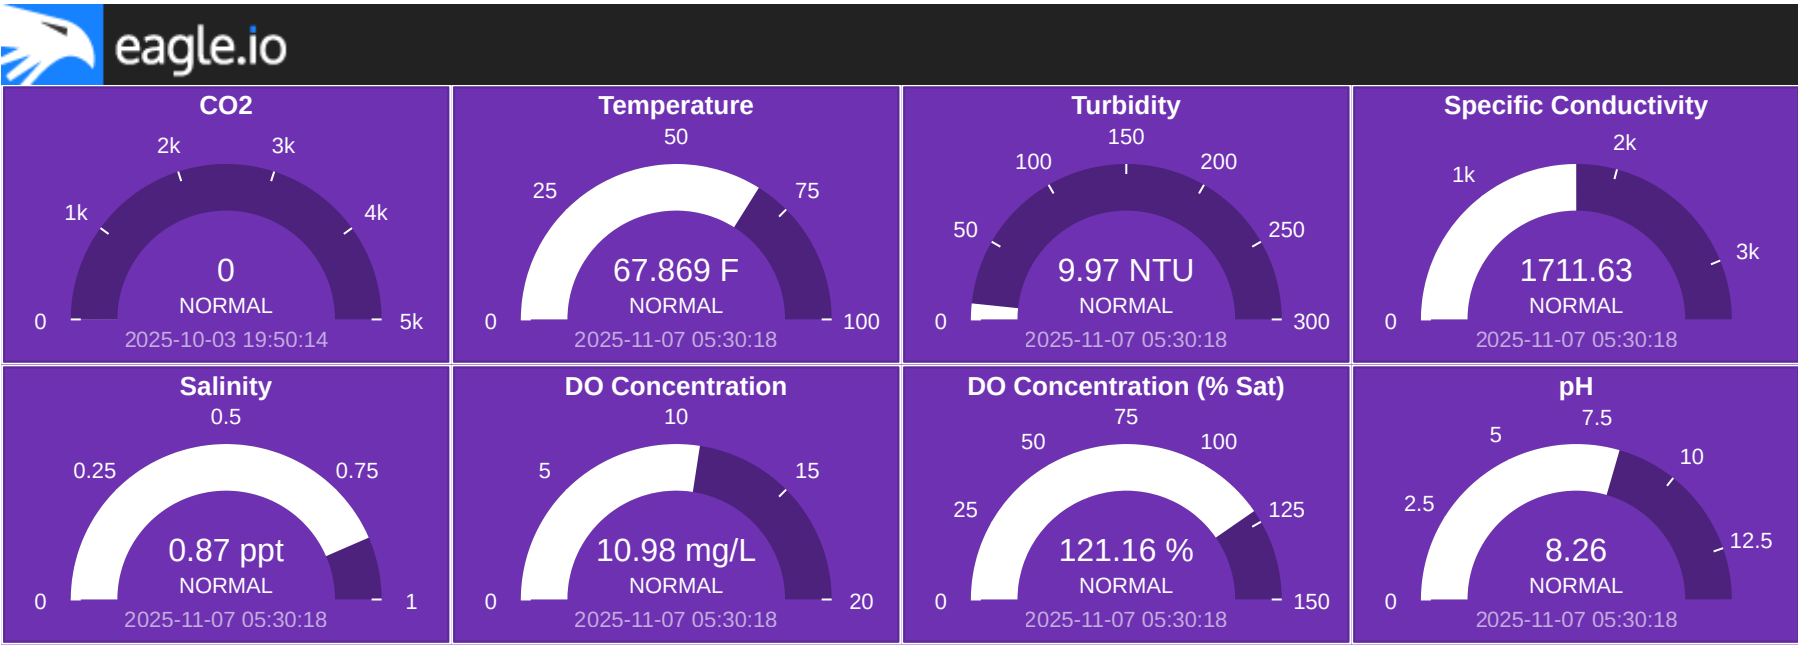 eagle.io
CO2
0
1k
2k
3k
4k
5k
0
NORMAL
2025-10-03 19:50:14
Temperature
0
25
50
75
100
67.869 F
NORMAL
2025-11-07 05:30:18
Turbidity
0
50
100
150
200
250
300
9.97 NTU
NORMAL
2025-11-07 05:30:18
Specific Conductivity
0
1k
2k
3k
1711.63
NORMAL
2025-11-07 05:30:18
Salinity
0
0.25
0.5
0.75
1
0.87 ppt
NORMAL
2025-11-07 05:30:18
DO Concentration
0
5
10
15
20
10.98 mg/L
NORMAL
2025-11-07 05:30:18
DO Concentration (% Sat)
0
25
50
75
100
125
150
121.16 %
NORMAL
2025-11-07 05:30:18
pH
0
2.5
5
7.5
10
12.5
8.26
NORMAL
2025-11-07 05:30:18